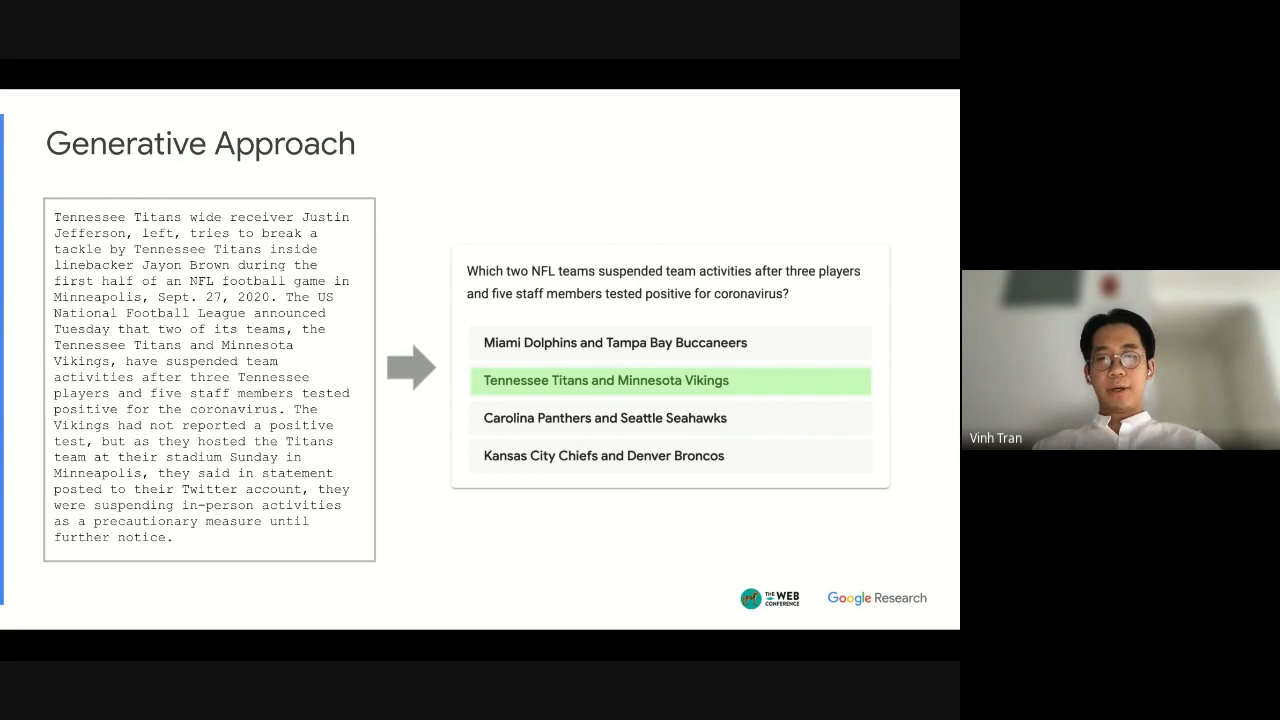 Generative Approach
Tennessee Titans wide receiver Justin
Jefferson, left, tries to break a
tackle by Tennessee Titans inside
linebacker Jayon Brown during the
first half of an NFL football game in
Minneapolis, Sept. 27, 2020. The US
National Football League announced
Tuesday that two of its teams, the
Tennessee Titans and Minnesota
Vikings, have suspended team
activities after three Tennessee
players and five staff members tested
positive for the coronavirus. The
Vikings had not reported a positive
test, but as they hosted the Titans
team at their stadium Sunday in
Minneapolis, they said in statement
posted to their Twitter account, they
were suspending in-person activities
as a precautionary measure until
further notice.
Which two NFL teams suspended team activities after three players
and five staff members tested positive for coronavirus?
Miami Dolphins and Tampa Bay Buccaneers
Tennessee Titans and Minnesota Vikings
Carolina Panthers and Seattle Seahawks
Kansas City Chiefs and Denver Broncos
THE WEB
CONFERENCE
Google Research
Vinh Tran